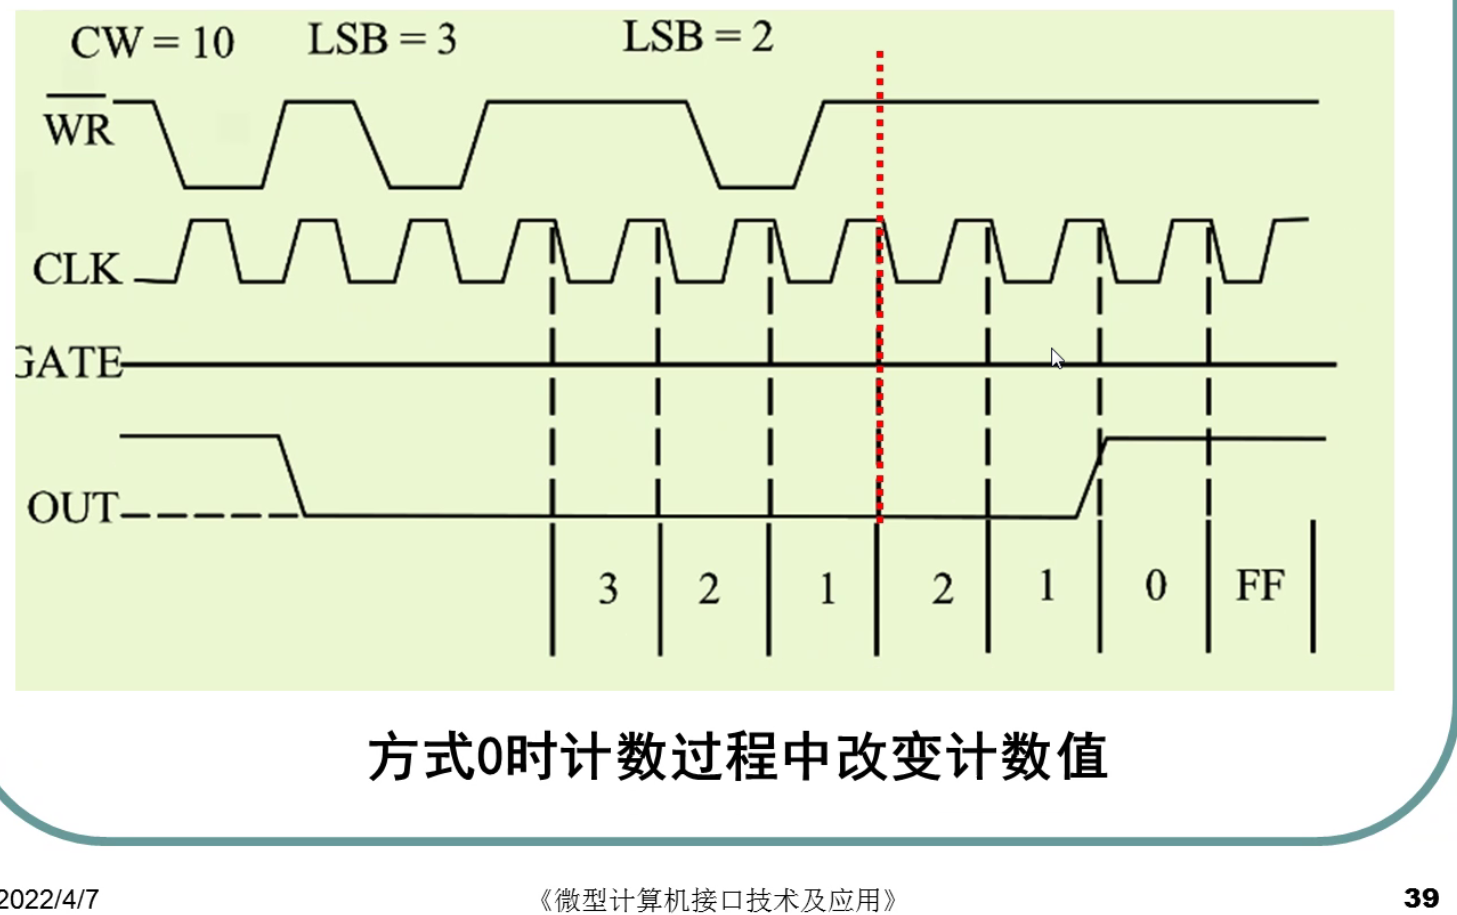 CW = 10 LSB = 3 LSB = 2
WR
CLK
GATE
OUT
3 2 1 2 1 0 FF
方式0时计数过程中改变计数值
2022/4/7 《微型计算机接口技术及应用》 39